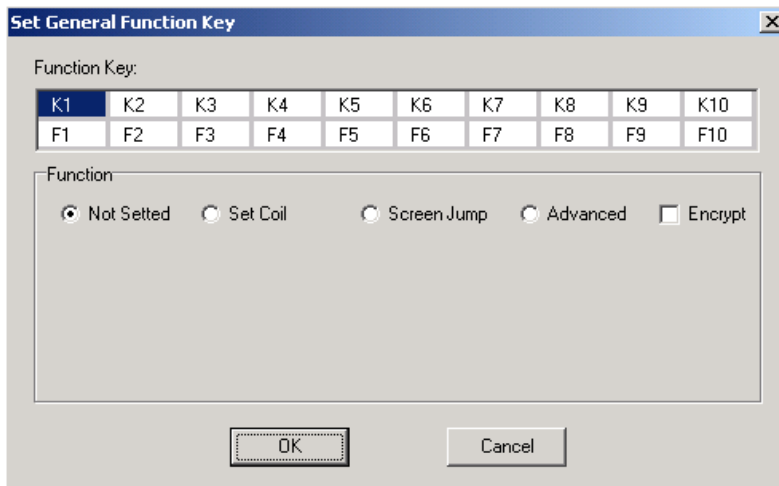 Set General Function Key
Function Key:
K1 K2 K3 K4 K5 K6 K7 K8 K9 K10
F1 F2 F3 F4 F5 F6 F7 F8 F9 F10
Function
Not Setted Set Coil Screen Jump Advanced Encrypt
OK Cancel